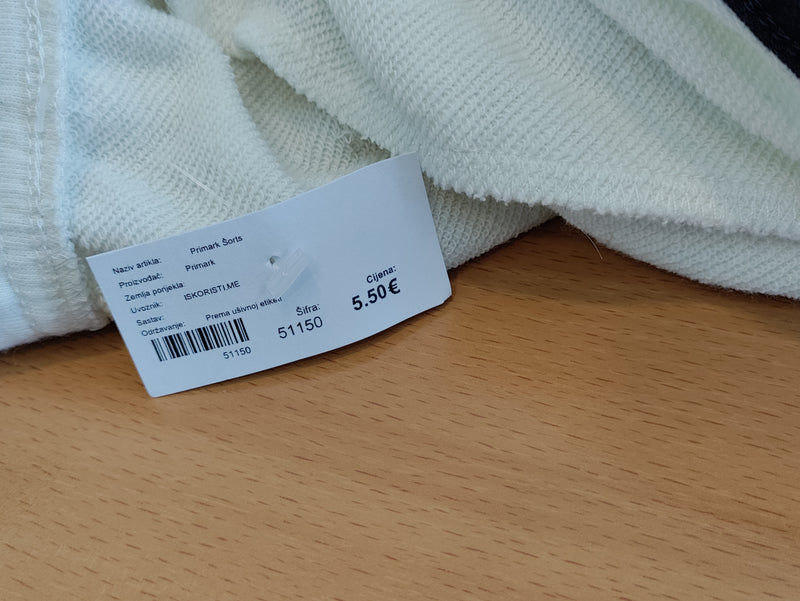 Naziv artikla: Primark Šorts
Proizvođač: Primark
Zemlja porijekla:
Uvoznik: ISKORISTI.ME
Sastav:
Održavanje: Prema ušivnoj etiketi
51150
Šifra:
51150
Cijena:
5.50€